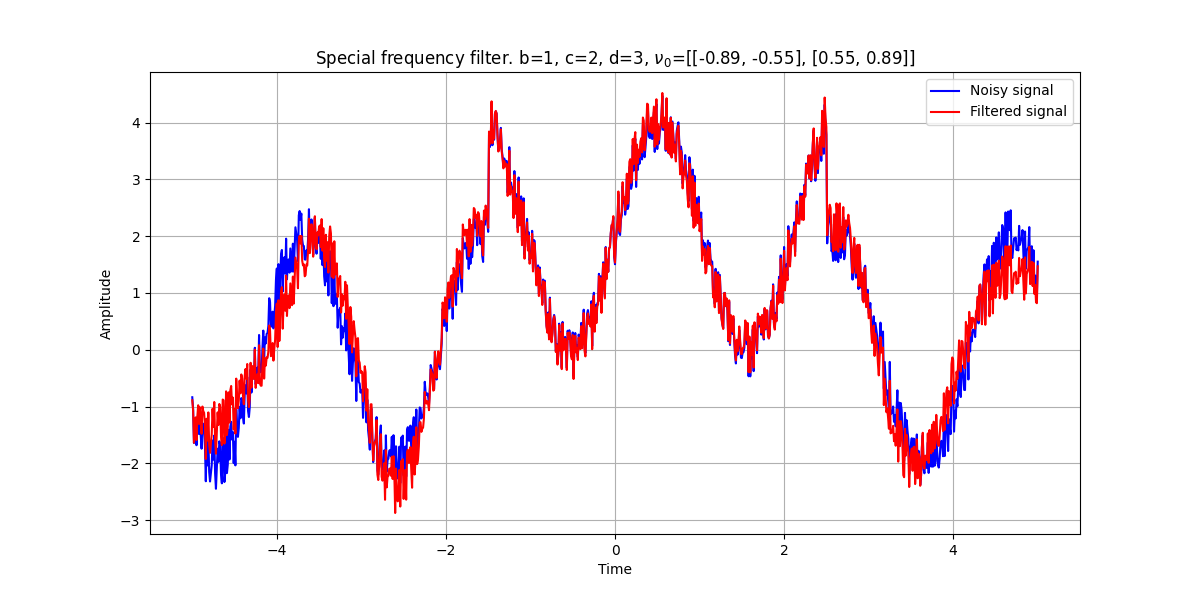 Special frequency filter. b=1, c=2, d=3, ν₀=[[-0.89, -0.55], [0.55, 0.89]]
Noisy signal
Filtered signal
Amplitude
4
3
2
1
0
−1
−2
−3
−4
−2
0
2
4
Time